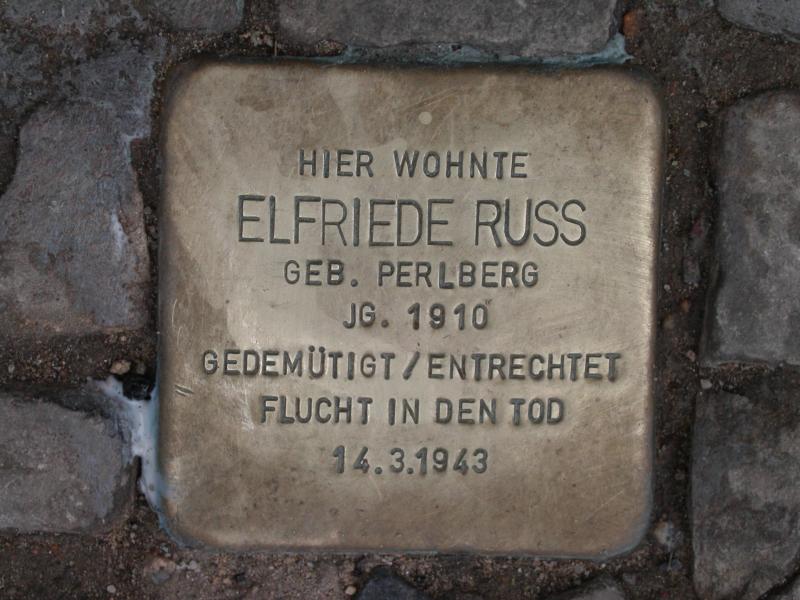 HIER WOHNTE
ELFRIEDE RUSS
GEB. PERLBERG
JG. 1910
GEDEMÜTIGT/ENTRECHTET
FLUCHT IN DEN TOD
14.3.1943